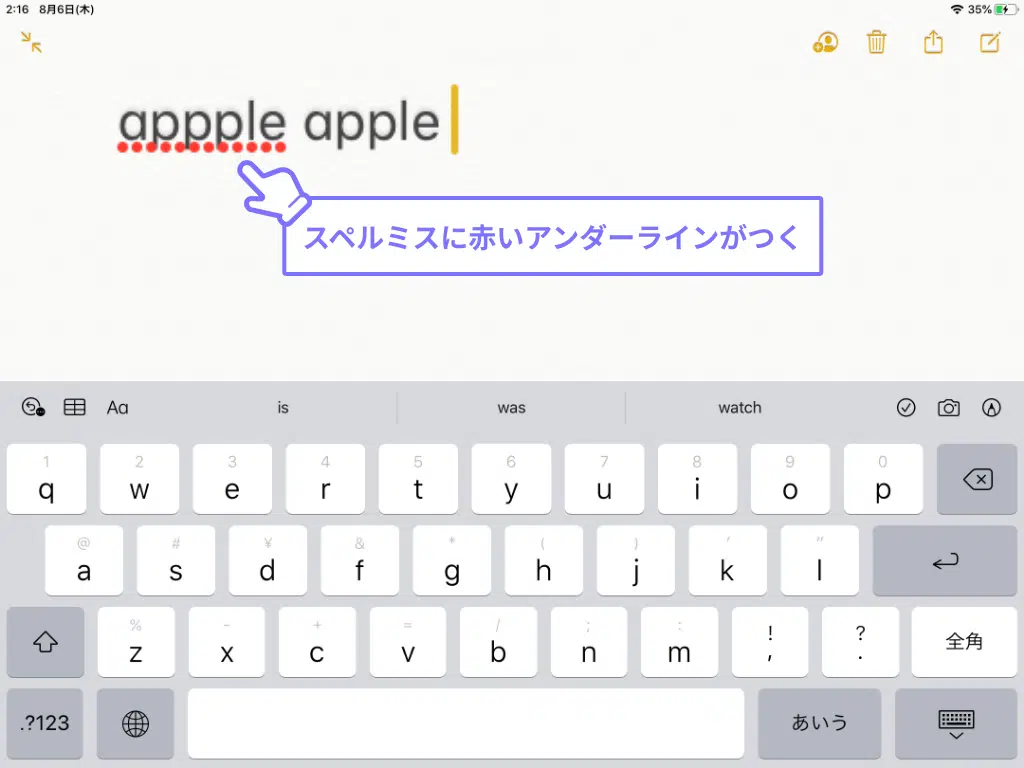 2:16 8月6日(木) 35%
appple apple
スペルミスに赤いアンダーラインがつく
Aa is was watch
1 2 3 4 5 6 7 8 9 0
q w e r t y u i o p
@ # ¥ & * ( ) ' "
a s d f g h j k l
% - + = / ; : ! ?
z x c v b n m , . 全角
.?123 あいう